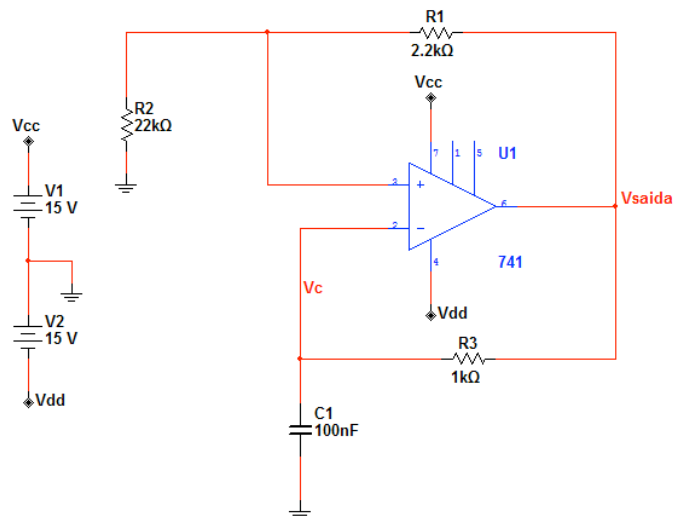 R1
2.2kΩ
Vcc
R2
22kΩ
Vcc
7
1
5
U1
V1
15 V
3
+
6
Vsaida
2
−
4
741
Vc
V2
15 V
Vdd
R3
1kΩ
Vdd
C1
100nF